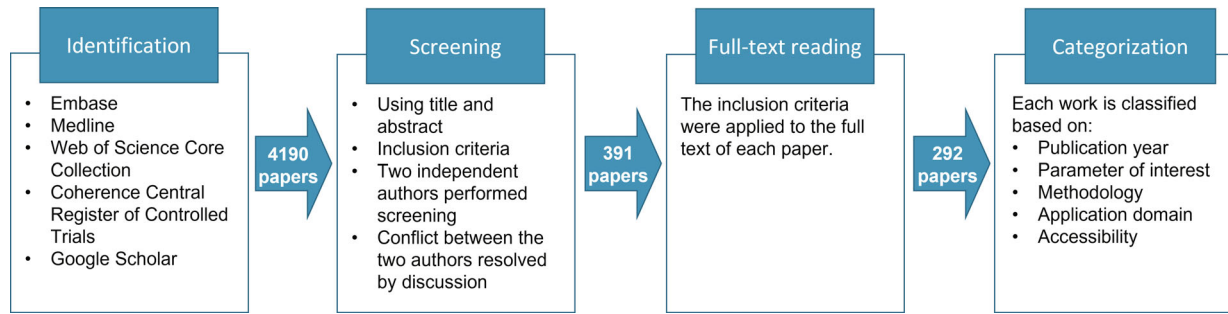 Identification
• Embase
• Medline
• Web of Science Core
Collection
• Coherence Central
Register of Controlled
Trials
• Google Scholar
4190
papers
Screening
• Using title and
abstract
• Inclusion criteria
• Two independent
authors performed
screening
• Conflict between the
two authors resolved
by discussion
391
papers
Full-text reading
The inclusion criteria
were applied to the full
text of each paper.
292
papers
Categorization
Each work is classified
based on:
• Publication year
• Parameter of interest
• Methodology
• Application domain
• Accessibility